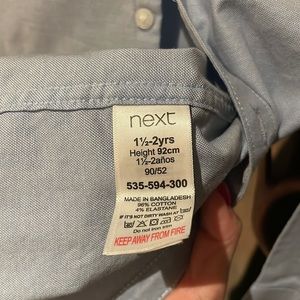 next
1½-2yrs
Height 92cm
1½-2años
90/52
535-594-300
MADE IN BANGLADESH
96% COTTON
4% ELASTANE
IF IT'S NOT DIRTY WASH AT
Do not iron trim
KEEP AWAY FROM FIRE